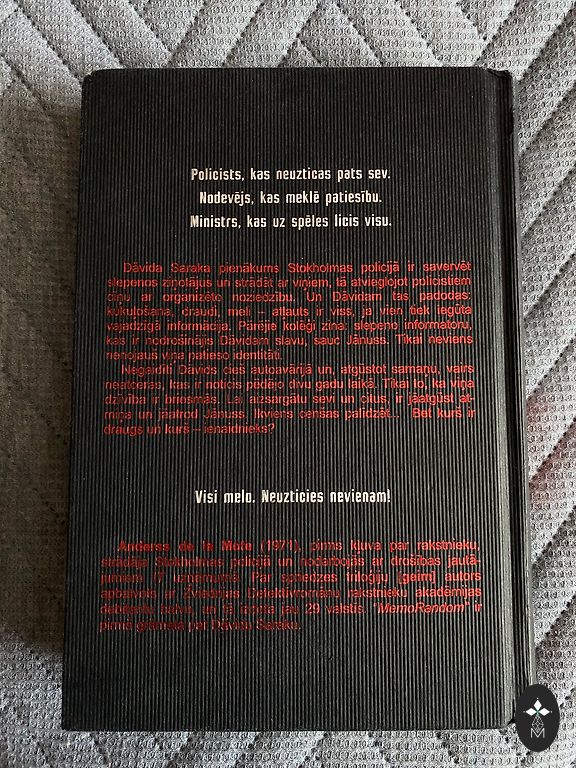 Policists, kas neuzticas pats sev.
Nodevējs, kas meklē patiesību.
Ministrs, kas uz spēles licis visu.
Dāvida Saraka pienākums Stokholmas policijā ir savervēt
slepenos ziņotājus un strādāt ar viņiem, tā atvieglojot policistiem
cīņu ar organizēto noziedzību. Un Dāvidam tas padodas:
kukuļošana, draudi, meli – atļauts ir viss, ja vien tiek iegūta
vajadzīgā informācija. Pārējie kolēģi zina: slepeno informatoru,
kas ir nodrošinājis Dāvidam slavu, sauc Jānuss. Tikai neviens
nenojauš viņa patieso identitāti.
Negaidīti Dāvids cieš autoavārijā un, atgūstot samaņu, vairs
neatceras, kas ir noticis pēdējo divu gadu laikā. Tikai to, ka viņa
dzīvība ir briesmās. Lai aizsargātu sevi un citus, ir jāatgūst at-
miņa un jāatrod Jānuss. Ikviens cenšas palīdzēt... Bet kurš ir
draugs un kurš – ienaidnieks?
Visi melo. Neuzticies nevienam!
Anderss de la Mote (1971), pirms kļuva par rakstnieku,
strādāja Stokholmas policijā un nodarbojās ar drošības jautā-
jumiem IT uzņēmumā. Par spriedzes triloģiju [geim] autors
apbalvots ar Zviedrijas Detektīvromānu rakstnieku akadēmijas
debijantu balvu, un tā izdota jau 29 valstīs. "MemoRandom" ir
pirmā grāmata par Dāvidu Saraku.
M